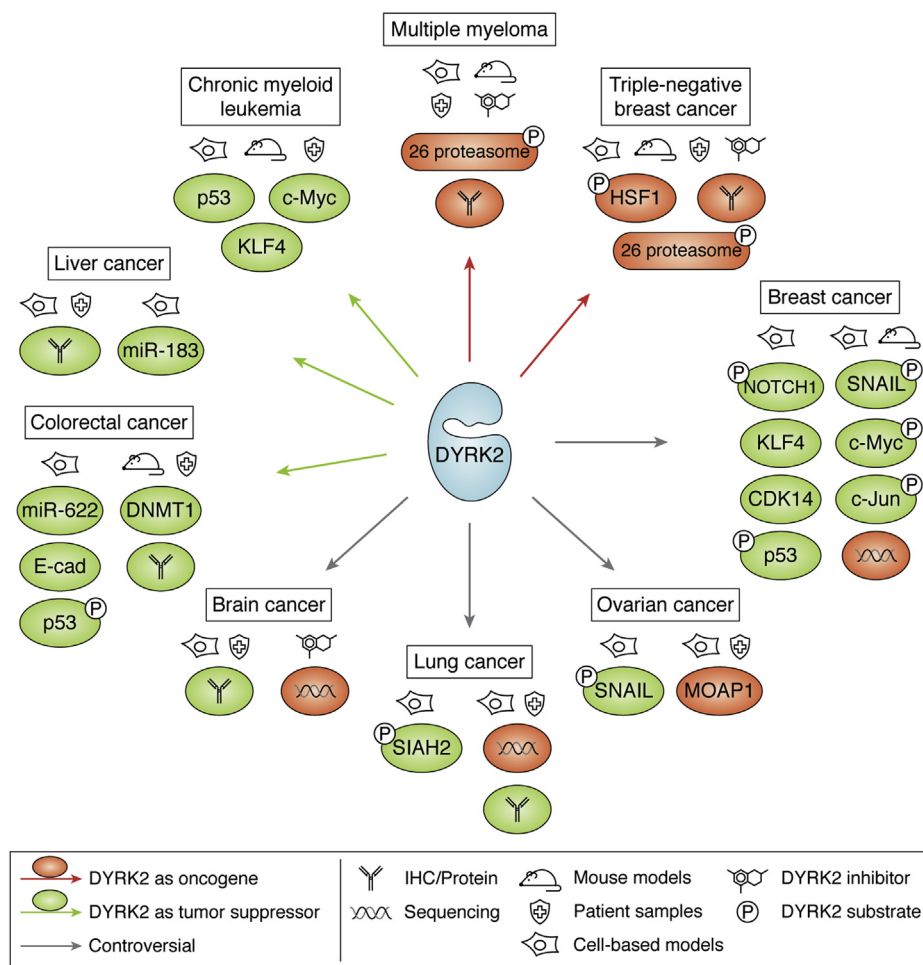 Multiple myeloma
26 proteasome
P
Chronic myeloid
leukemia
p53
c-Myc
KLF4
Triple-negative
breast cancer
P
HSF1
26 proteasome
P
Liver cancer
miR-183
Breast cancer
P
NOTCH1
SNAIL
P
KLF4
c-Myc
P
CDK14
c-Jun
P
P
p53
Colorectal cancer
miR-622
DNMT1
E-cad
p53
P
DYRK2
Brain cancer
Lung cancer
P
SIAH2
Ovarian cancer
P
SNAIL
MOAP1
DYRK2 as oncogene
DYRK2 as tumor suppressor
Controversial
IHC/Protein
Sequencing
Mouse models
Patient samples
Cell-based models
DYRK2 inhibitor
P
DYRK2 substrate